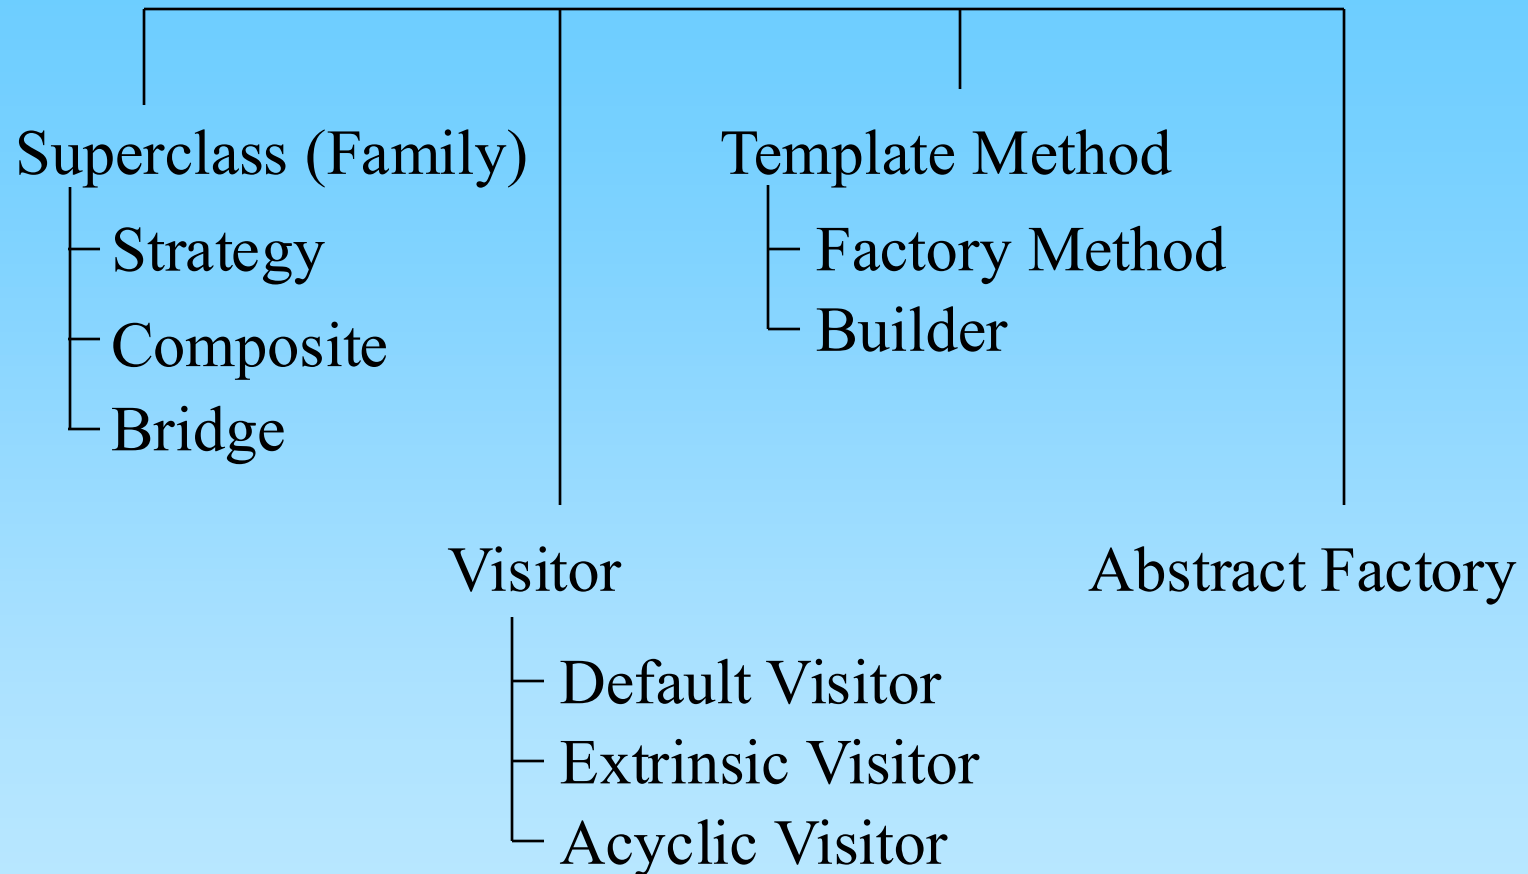 Superclass (Family)
Strategy
Composite
Bridge
Template Method
Factory Method
Builder
Visitor
Default Visitor
Extrinsic Visitor
Acyclic Visitor
Abstract Factory